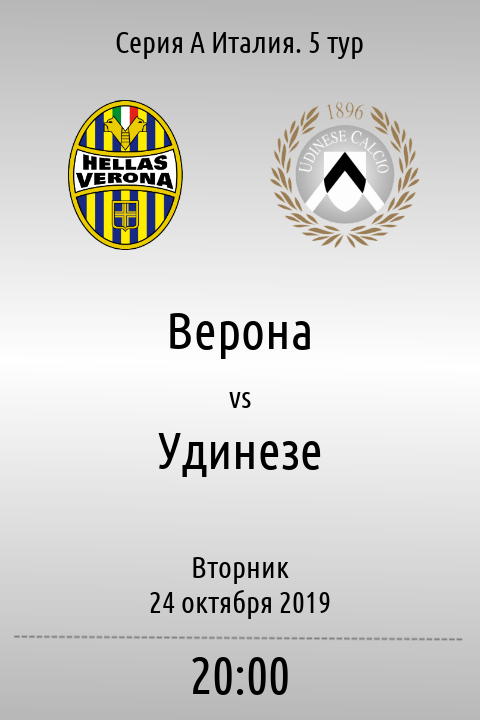 Серия А Италия. 5 тур
HELLAS
VERONA
1896
UDINESE CALCIO
Верона
vs
Удинезе
Вторник
24 октября 2019
20:00